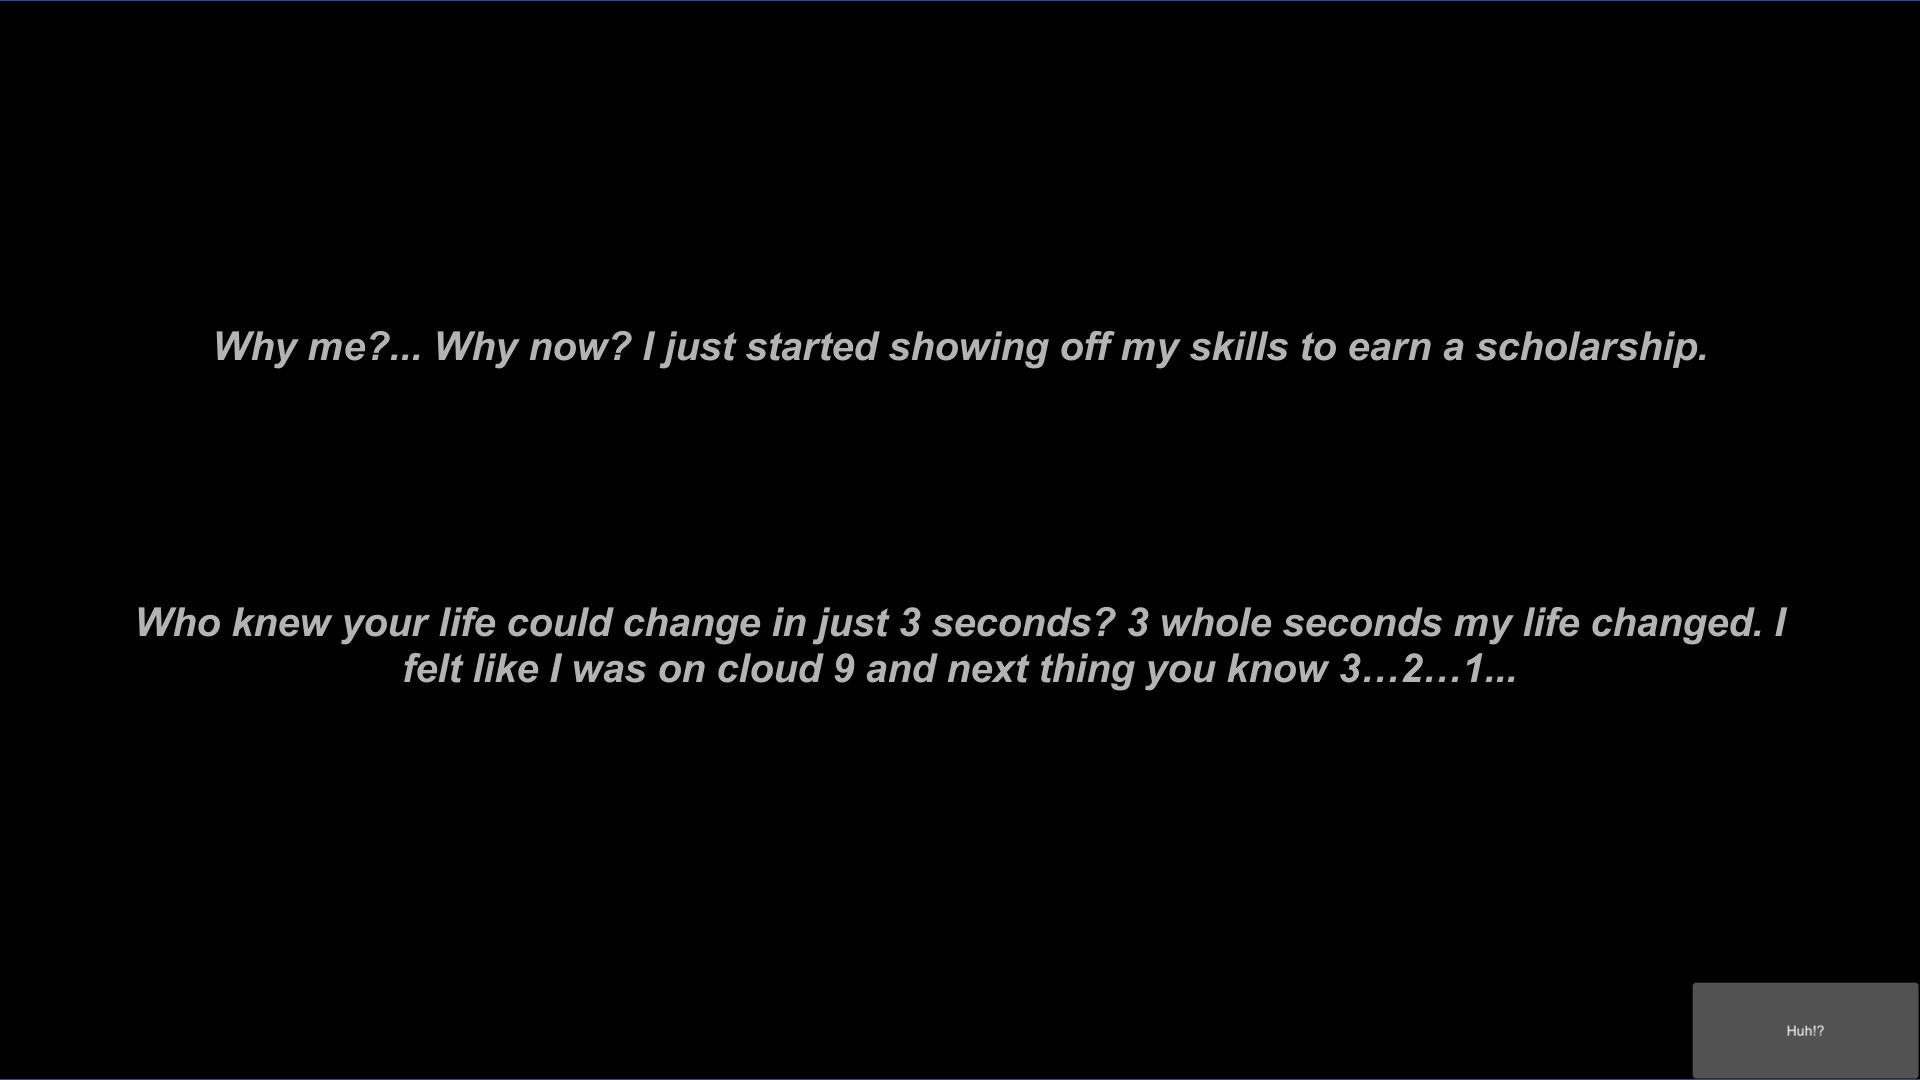 Why me?... Why now? I just started showing off my skills to earn a scholarship.
Who knew your life could change in just 3 seconds? 3 whole seconds my life changed. I
felt like I was on cloud 9 and next thing you know 3…2…1...
Huh!?